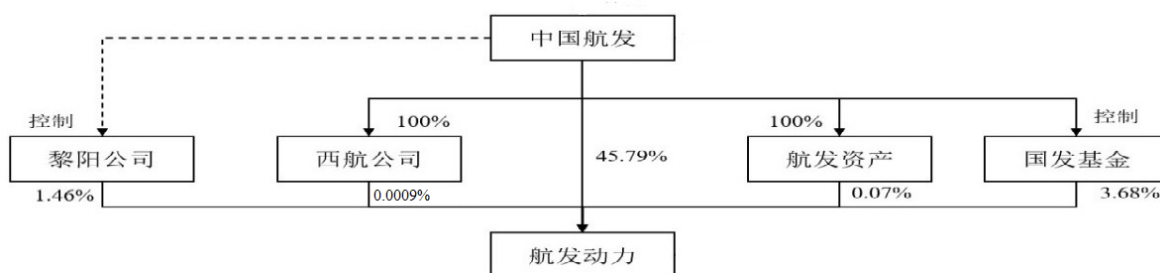 中国航发
控制
100%
100%
控制
黎阳公司
西航公司
45.79%
航发资产
国发基金
1.46%
0.0009%
0.07%
3.68%
航发动力